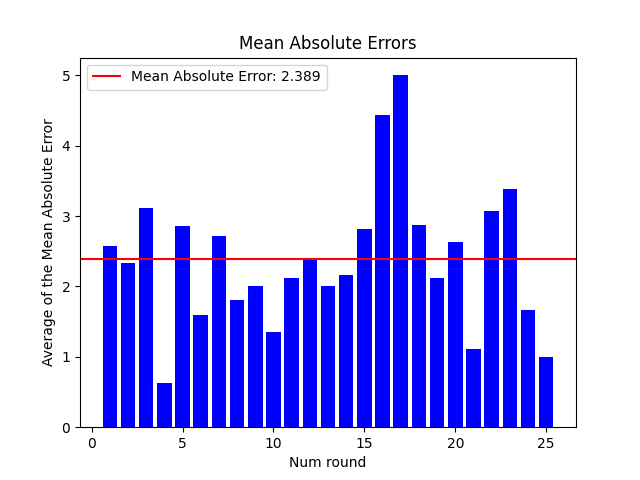 Mean Absolute Errors
Mean Absolute Error: 2.389
Average of the Mean Absolute Error
5
4
3
2
1
0
0 5 10 15 20 25
Num round